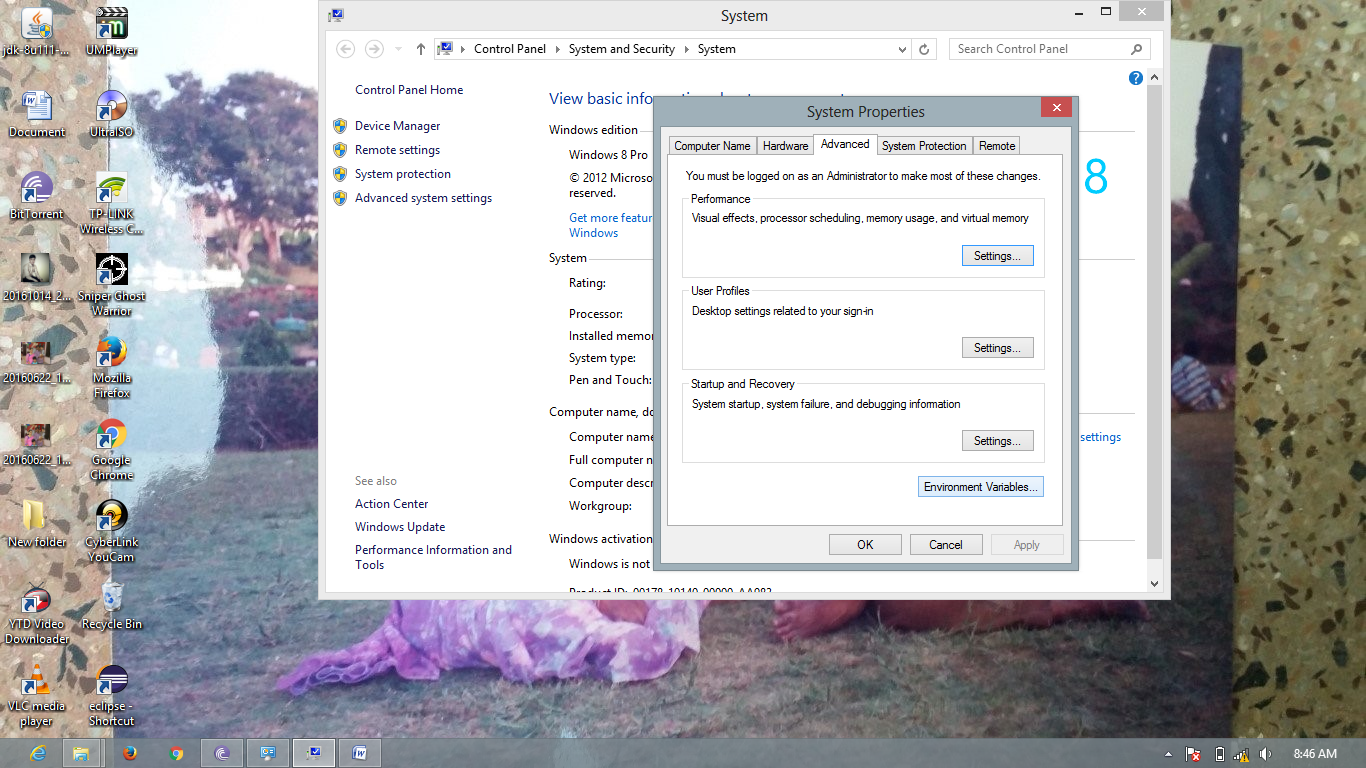 jdk-8u111-...
UMPlayer
Document
UltraISO
BitTorrent
TP-LINK
Wireless C...
20161014_2...
Sniper Ghost
Warrior
20160622_1...
Mozilla
Firefox
20160622_1...
Google
Chrome
New folder
CyberLink
YouCam
YTD Video
Downloader
Recycle Bin
VLC media
player
eclipse -
Shortcut
System
Control Panel
System and Security
System
Search Control Panel
Control Panel Home
Device Manager
Remote settings
System protection
Advanced system settings
See also
Action Center
Windows Update
Performance Information and
Tools
View basic
Windows edition
Windows 8 Pro
© 2012
reserved.
Get more
Windows
System
Rating:
Processor:
Installed
System type:
Pen and Touch:
Computer name,
Computer
Full computer
Computer
Workgroup:
Windows activation
Windows is not
8
settings
System Properties
Computer Name
Hardware
Advanced
System Protection
Remote
You must be logged on as an Administrator to make most of these changes.
Performance
Visual effects, processor scheduling, memory usage, and virtual memory
Settings...
User Profiles
Desktop settings related to your sign-in
Settings...
Startup and Recovery
System startup, system failure, and debugging information
Settings...
Environment Variables...
OK
Cancel
Apply
8:46 AM